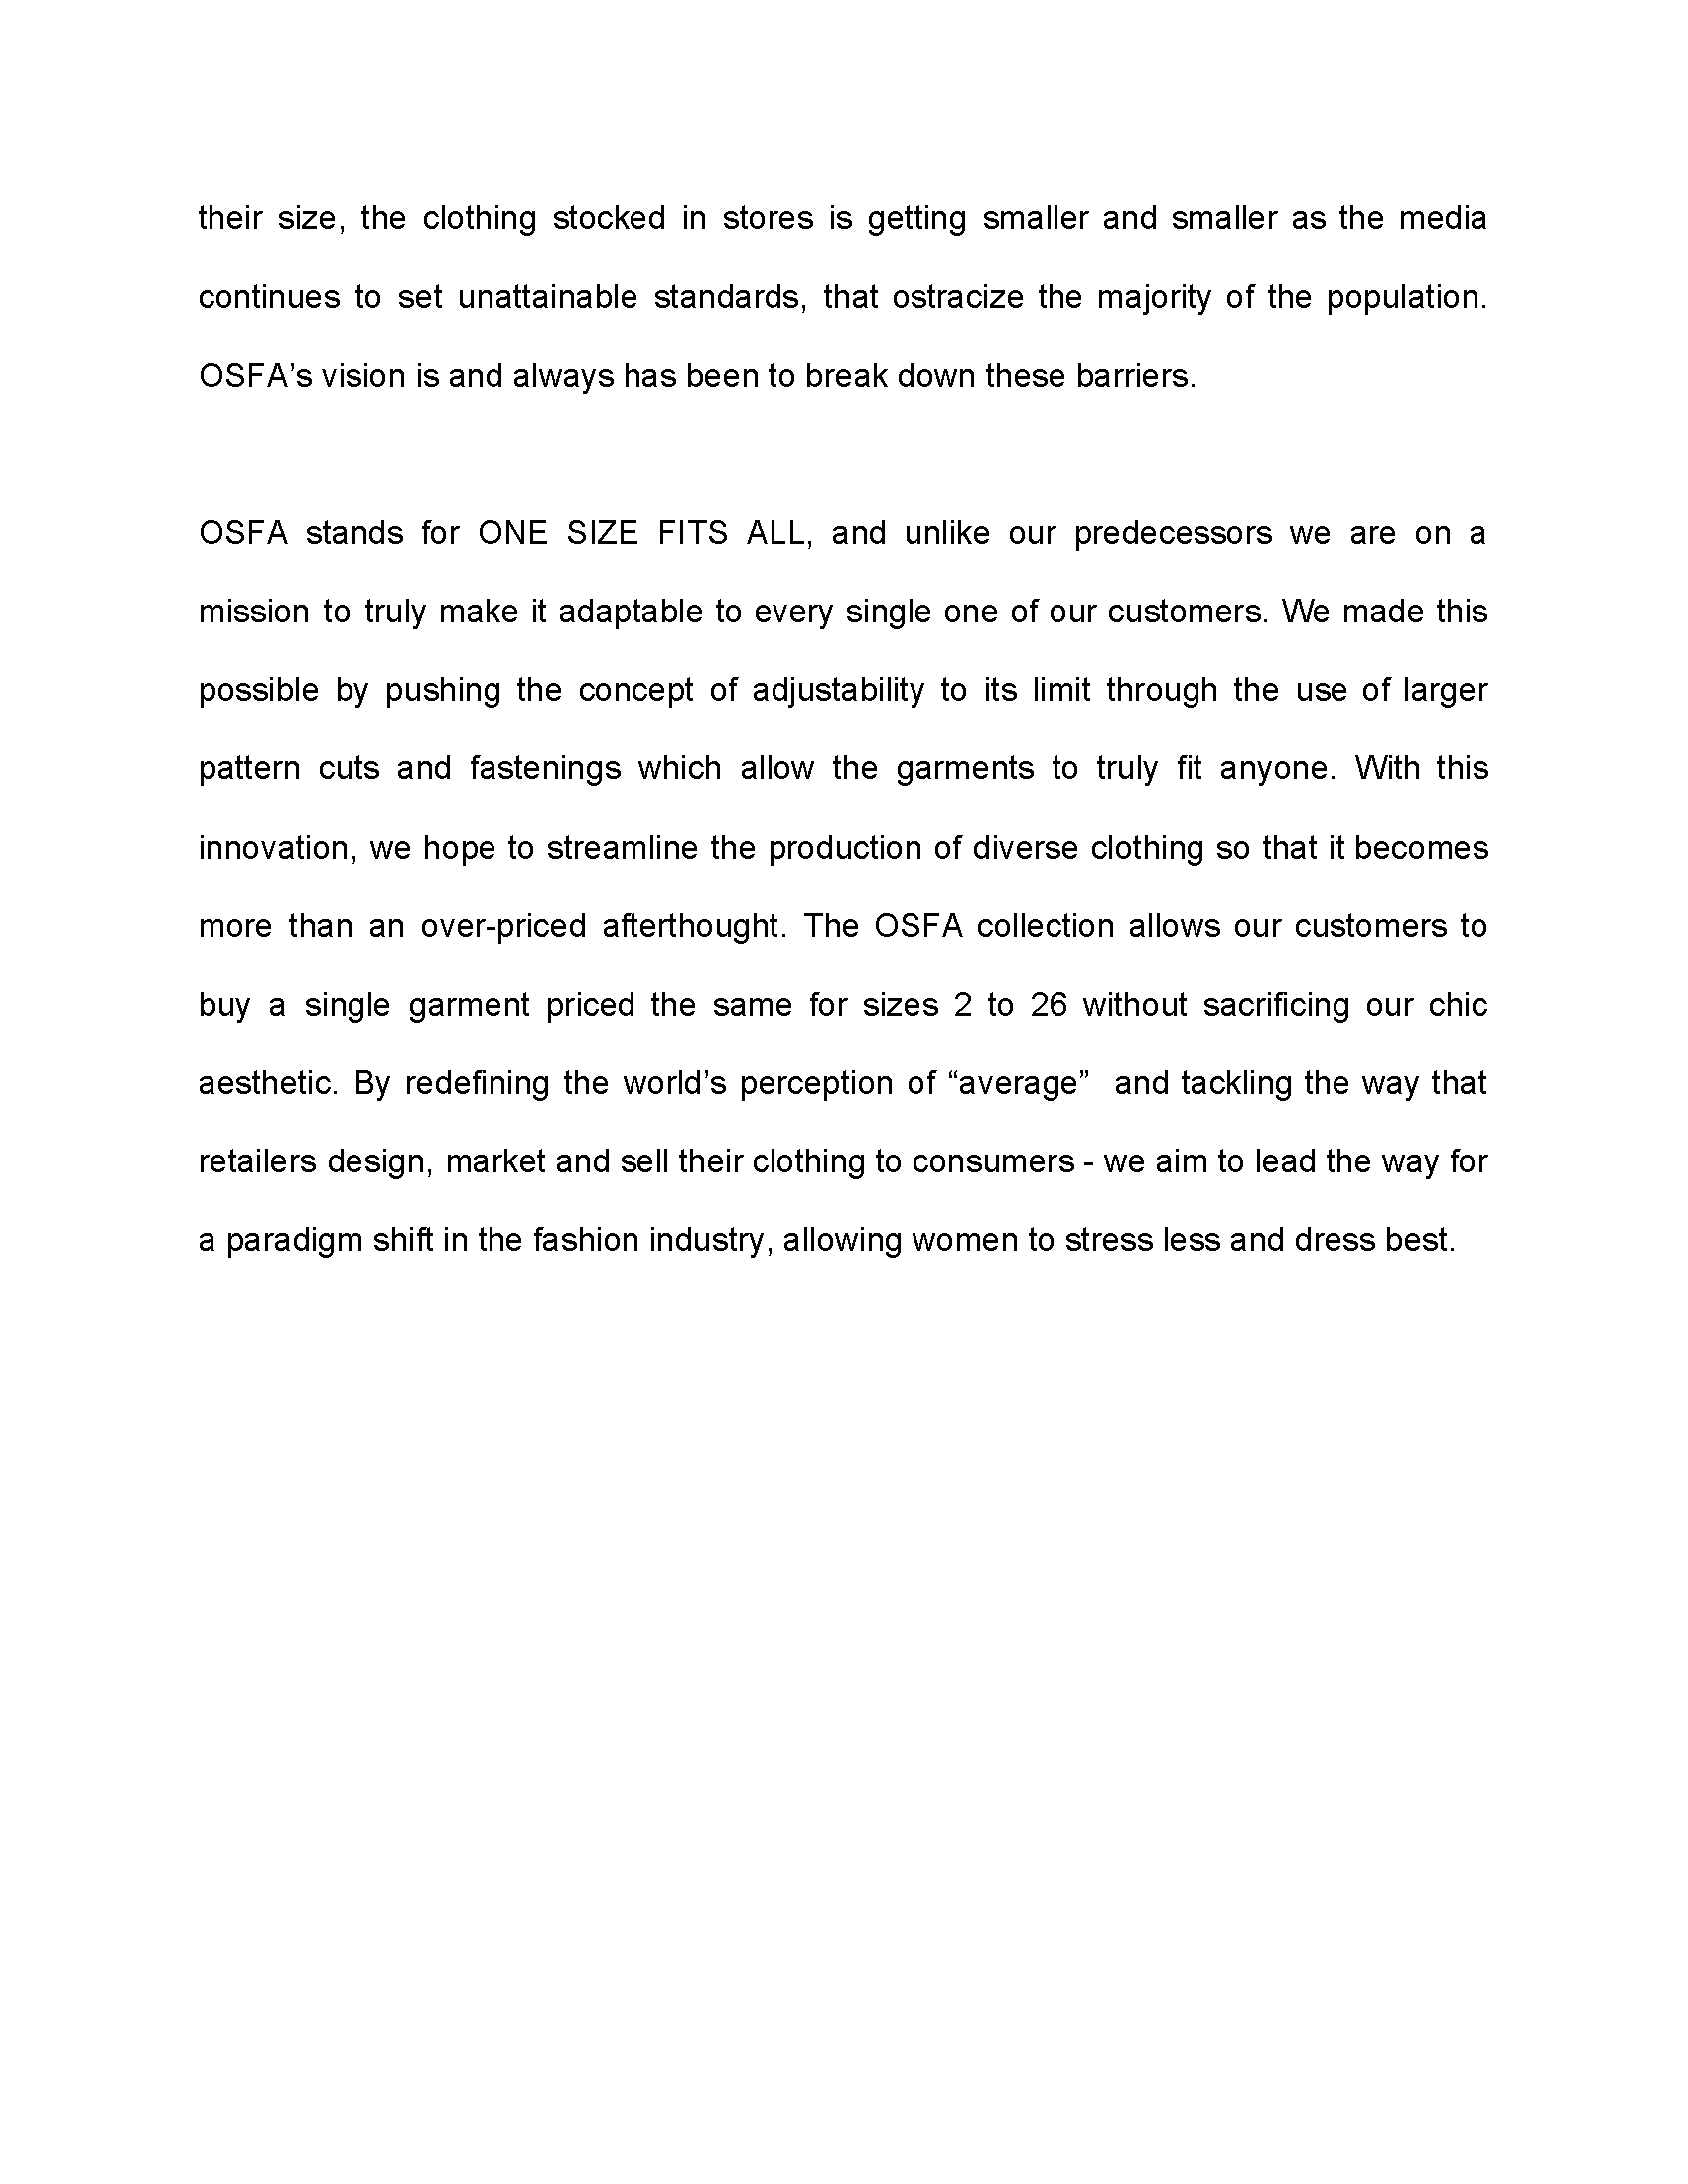 their size, the clothing stocked in stores is getting smaller and smaller as the media
continues to set unattainable standards, that ostracize the majority of the population.
OSFA’s vision is and always has been to break down these barriers.
OSFA stands for ONE SIZE FITS ALL, and unlike our predecessors we are on a
mission to truly make it adaptable to every single one of our customers. We made this
possible by pushing the concept of adjustability to its limit through the use of larger
pattern cuts and fastenings which allow the garments to truly fit anyone. With this
innovation, we hope to streamline the production of diverse clothing so that it becomes
more than an over-priced afterthought. The OSFA collection allows our customers to
buy a single garment priced the same for sizes 2 to 26 without sacrificing our chic
aesthetic. By redefining the world’s perception of “average”  and tackling the way that
retailers design, market and sell their clothing to consumers - we aim to lead the way for
a paradigm shift in the fashion industry, allowing women to stress less and dress best.